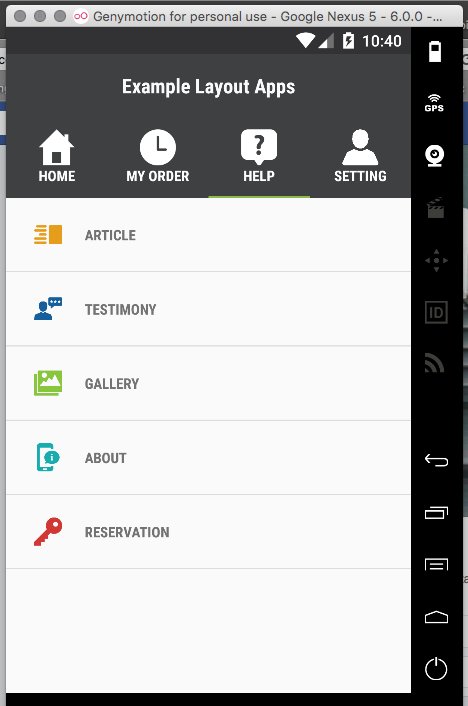 Genymotion for personal use - Google Nexus 5 - 6.0.0 -...
10:40
Example Layout Apps
HOME MY ORDER HELP SETTING
ARTICLE
TESTIMONY
GALLERY
ABOUT
RESERVATION
GPS
ID